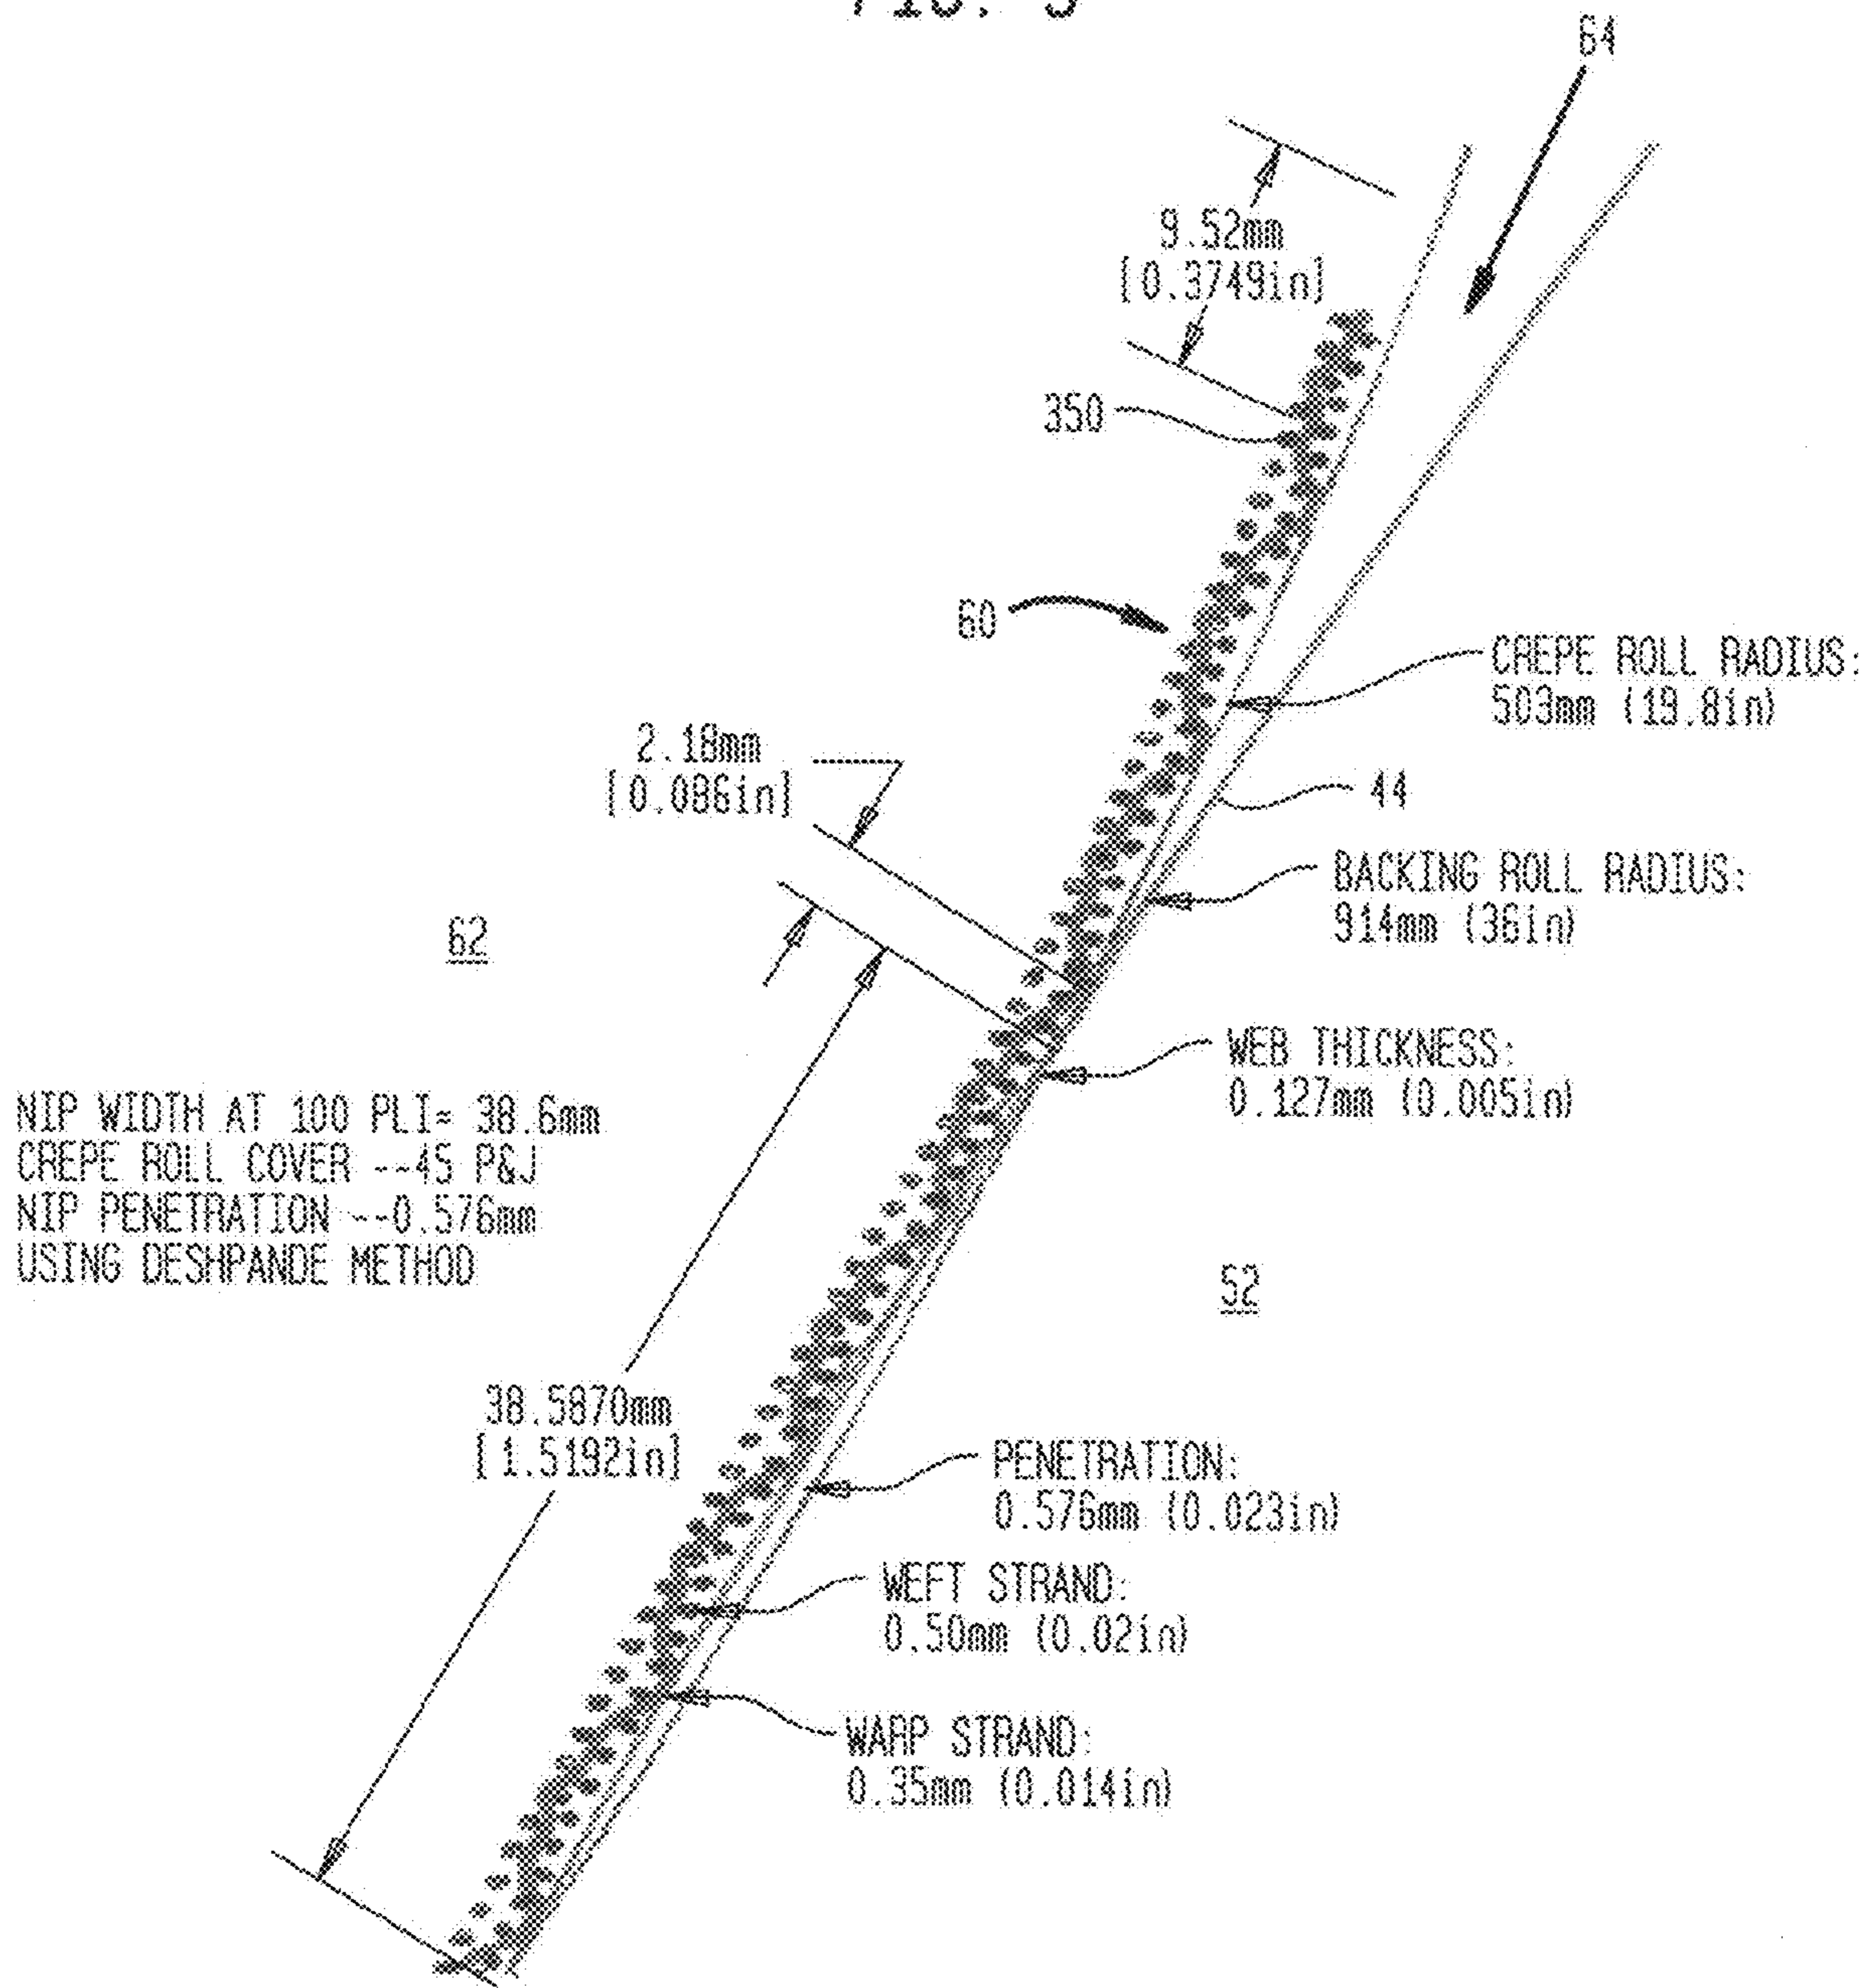 FIG. 5
64
9.52mm
[0.3749in]
350
60
CREPE ROLL RADIUS:
503mm (19.8in)
2.18mm
[0.086in]
44
BACKING ROLL RADIUS:
914mm (36in)
62
WEB THICKNESS:
0.127mm (0.005in)
NIP WIDTH AT 100 PLI= 38.6mm
CREPE ROLL COVER --45 P&J
NIP PENETRATION --0.576mm
USING DESHPANDE METHOD
52
38.5870mm
[1.5192in]
PENETRATION:
0.576mm (0.023in)
WEFT STRAND:
0.50mm (0.02in)
WARP STRAND:
0.35mm (0.014in)